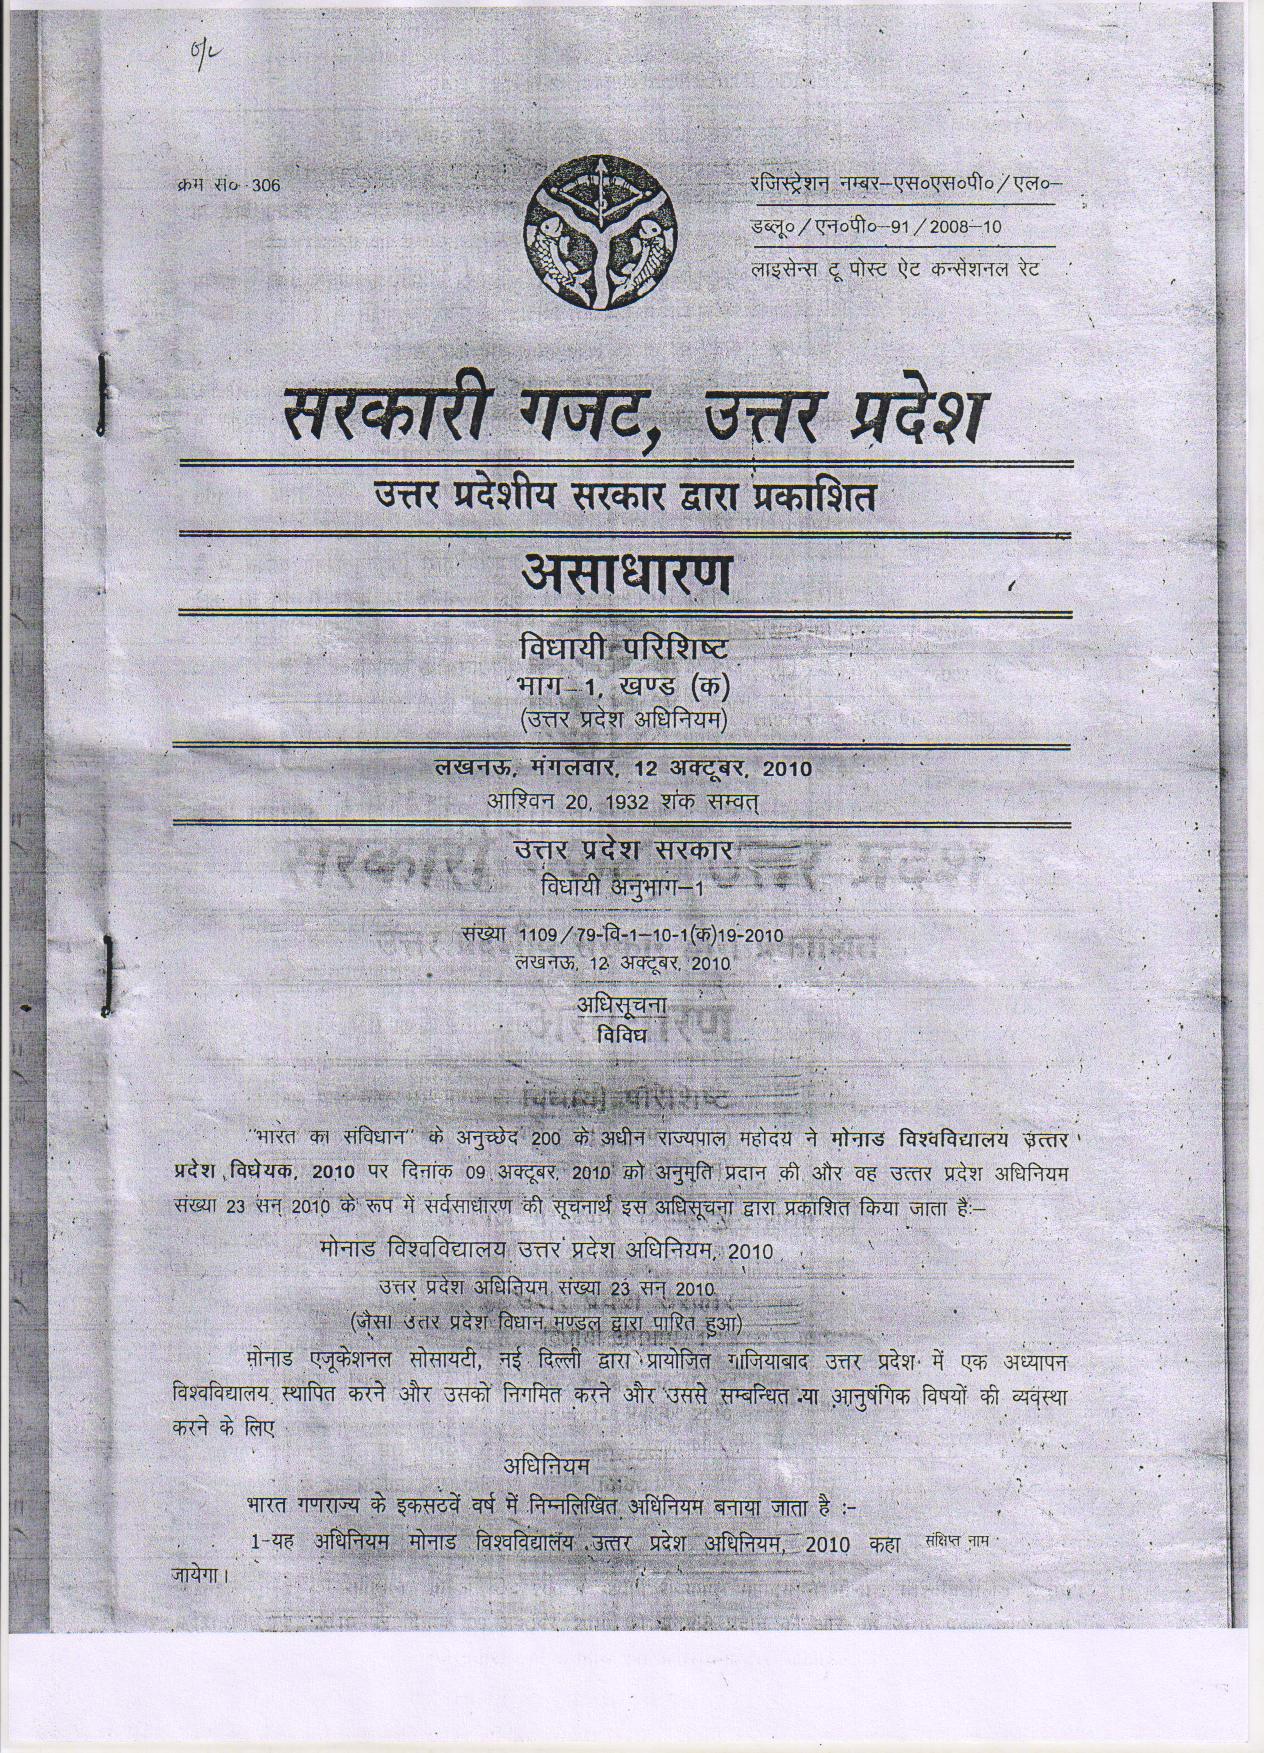 क्रम सं० 306
रजिस्ट्रेशन नम्बर–एस०एस०पी०/एल०–
डब्लू०/एन०पी०–91/2008–10
लाइसेन्स टू पोस्ट ऐट कन्सेशनल रेट
सरकारी गजट, उत्तर प्रदेश
उत्तर प्रदेशीय सरकार द्वारा प्रकाशित
असाधारण
विधायी परिशिष्ट
भाग–1, खण्ड (क)
(उत्तर प्रदेश अधिनियम)
लखनऊ, मंगलवार, 12 अक्टूबर, 2010
आश्विन 20, 1932 शक सम्वत्
उत्तर प्रदेश सरकार
विधायी अनुभाग–1
संख्या 1109/79-वि-1–10-1(क)19-2010
लखनऊ, 12 अक्टूबर, 2010
अधिसूचना
विविध
"भारत का संविधान" के अनुच्छेद 200 के अधीन राज्यपाल महोदय ने मोनाड विश्वविद्यालय उत्तर
प्रदेश विधेयक, 2010 पर दिनांक 09 अक्टूबर, 2010 को अनुमति प्रदान की और वह उत्तर प्रदेश अधिनियम
संख्या 23 सन् 2010 के रूप में सर्वसाधारण की सूचनार्थ इस अधिसूचना द्वारा प्रकाशित किया जाता है:–
मोनाड विश्वविद्यालय उत्तर प्रदेश अधिनियम, 2010
उत्तर प्रदेश अधिनियम संख्या 23 सन् 2010
(जैसा उत्तर प्रदेश विधान मण्डल द्वारा पारित हुआ)
मोनाड एजूकेशनल सोसायटी, नई दिल्ली द्वारा प्रायोजित गाजियाबाद उत्तर प्रदेश में एक अध्यापन
विश्वविद्यालय स्थापित करने और उसको निगमित करने और उससे सम्बन्धित या आनुषंगिक विषयों की व्यवस्था
करने के लिए
अधिनियम
भारत गणराज्य के इकसटवें वर्ष में निम्नलिखित अधिनियम बनाया जाता है :–
1-यह अधिनियम मोनाड विश्वविद्यालय उत्तर प्रदेश अधिनियम, 2010 कहा संक्षिप्त नाम
जायेगा।